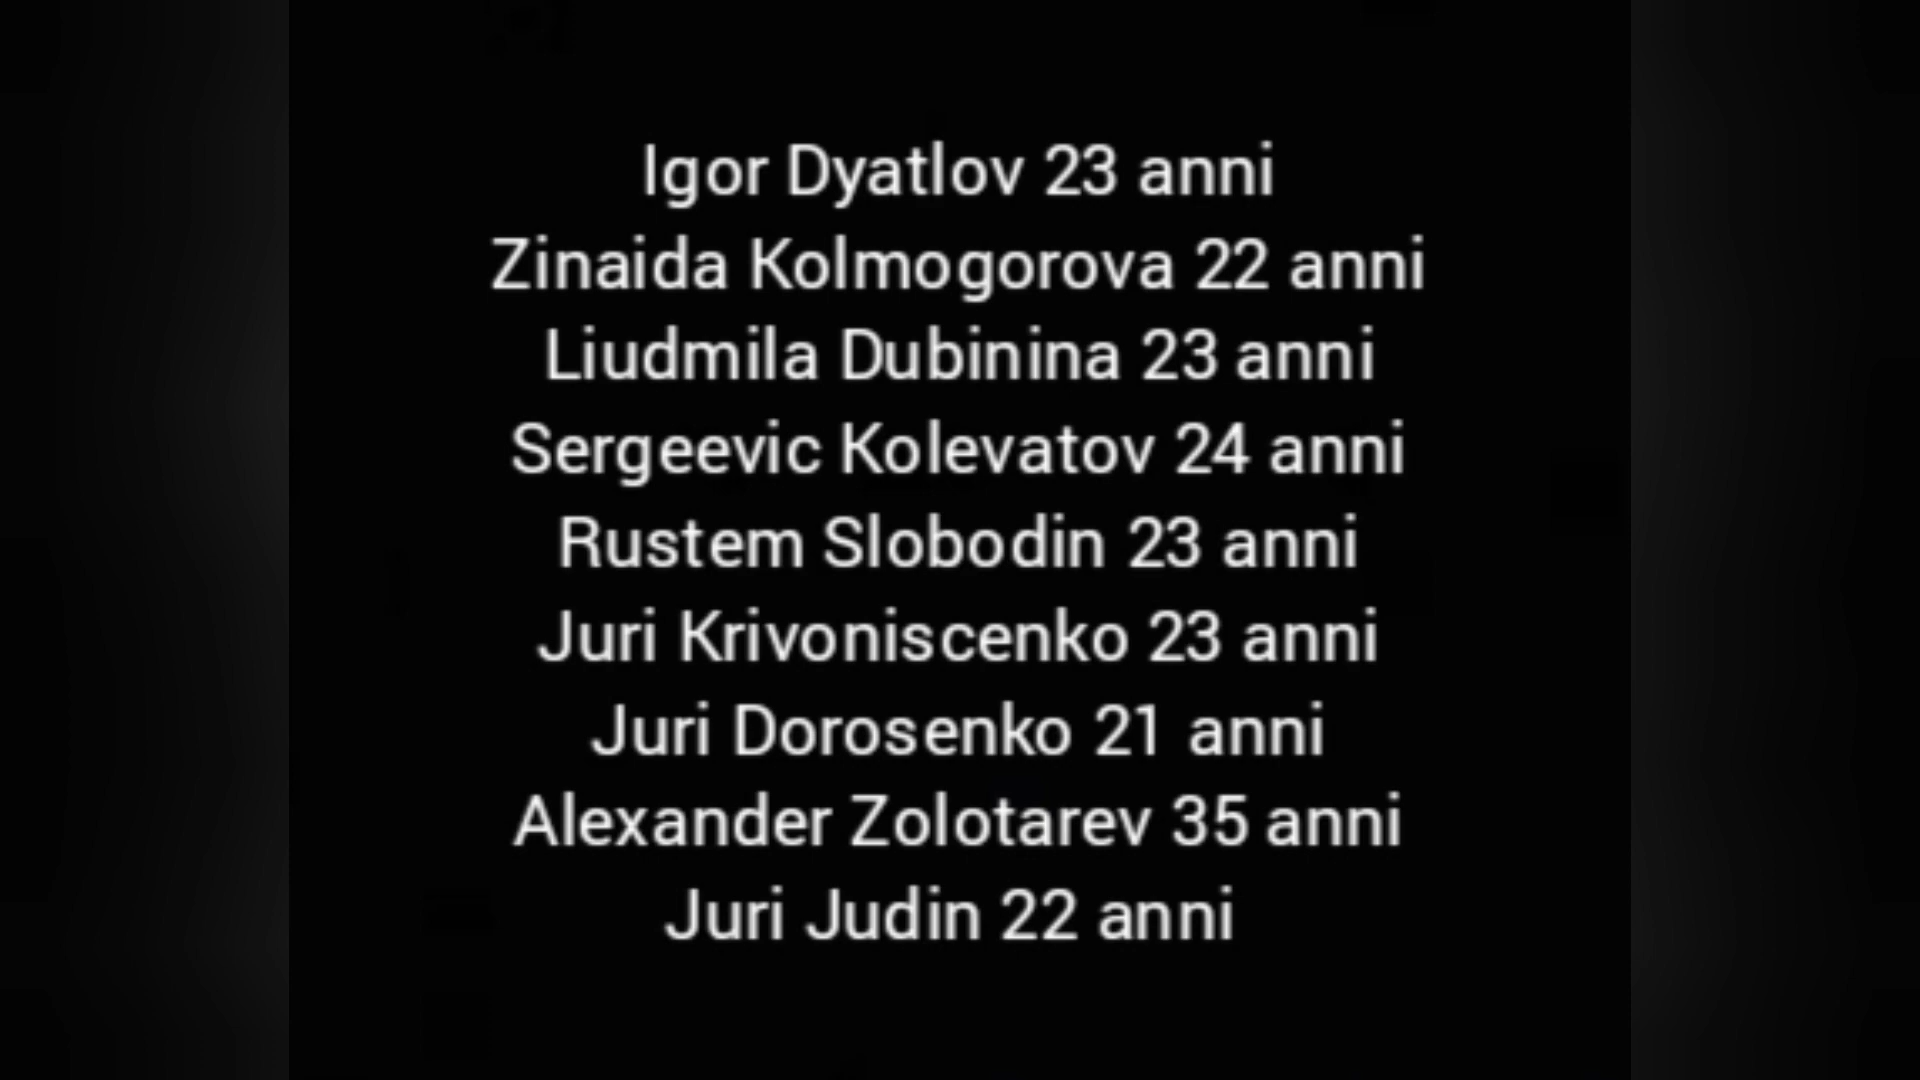 Igor Dyatlov 23 anni
Zinaida Kolmogorova 22 anni
Liudmila Dubinina 23 anni
Sergeevic Kolevatov 24 anni
Rustem Slobodin 23 anni
Juri Krivoniscenko 23 anni
Juri Dorosenko 21 anni
Alexander Zolotarev 35 anni
Juri Judin 22 anni